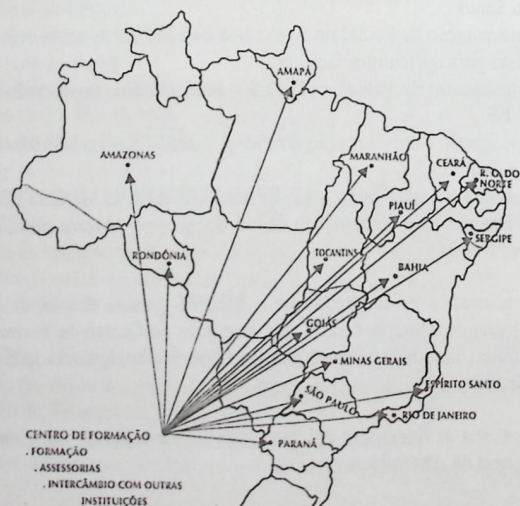 AMAPÁ
AMAZONAS
MARANHÃO
CEARÁ
R. G. DO
NORTE
PIAUÍ
SERGIPE
RONDÔNIA
TOCANTINS
BAHIA
GOIÁS
MINAS GERAIS
SÃO PAULO
ESPÍRITO SANTO
RIO DE JANEIRO
PARANÁ
CENTRO DE FORMAÇÃO
. FORMAÇÃO
. ASSESSORIAS
. INTERCÂMBIO COM OUTRAS
INSTITUIÇÕES